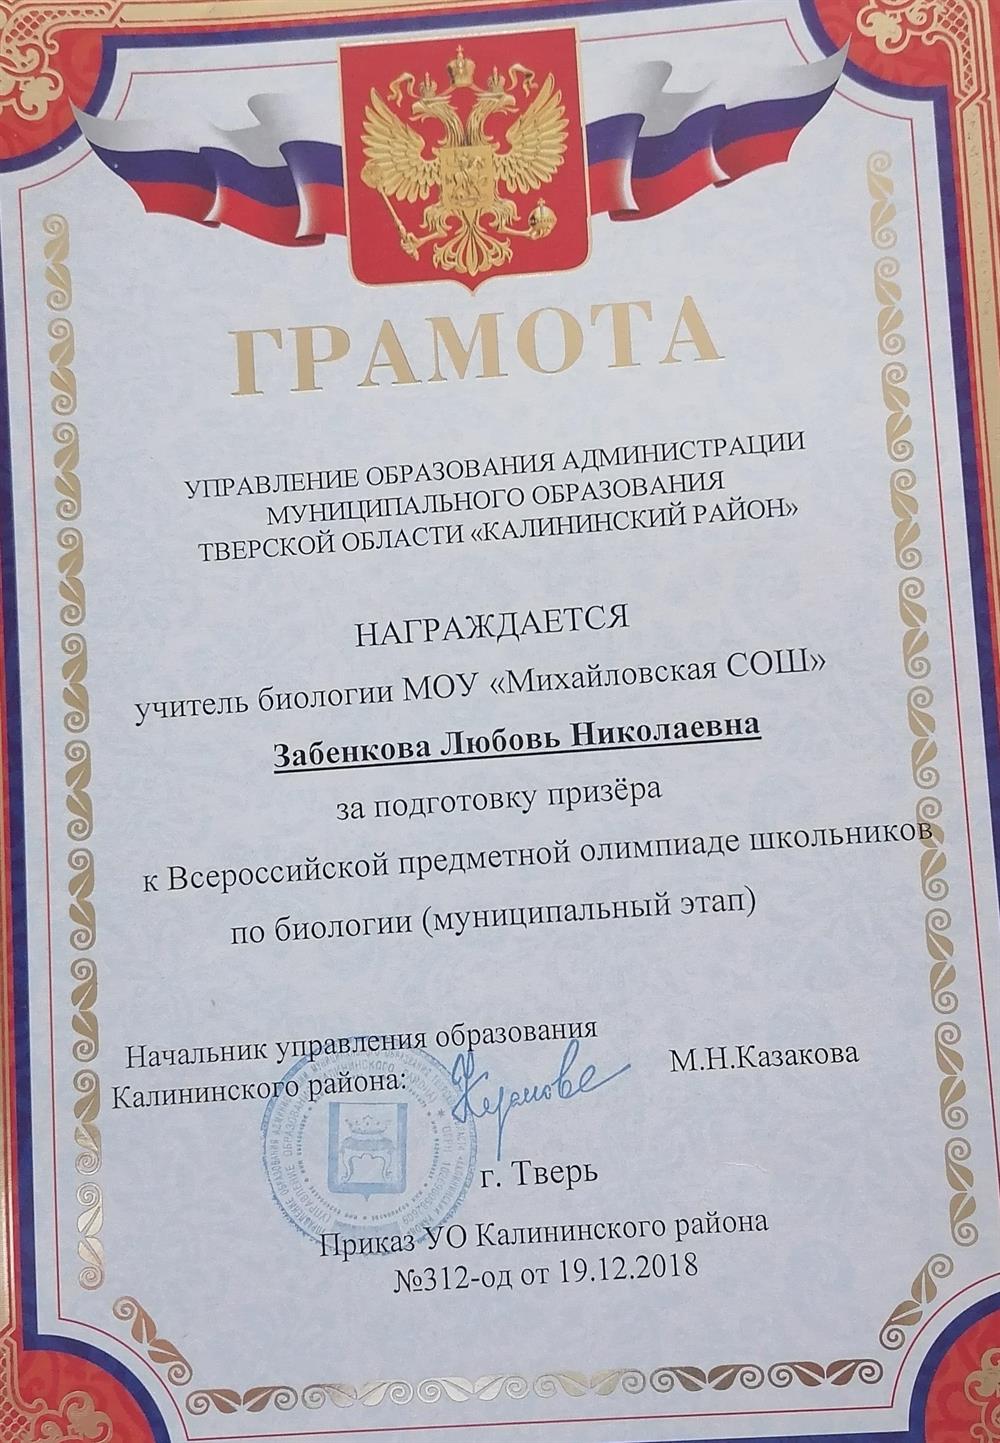 ГРАМОТА
УПРАВЛЕНИЕ ОБРАЗОВАНИЯ АДМИНИСТРАЦИИ
МУНИЦИПАЛЬНОГО ОБРАЗОВАНИЯ
ТВЕРСКОЙ ОБЛАСТИ «КАЛИНИНСКИЙ РАЙОН»
НАГРАЖДАЕТСЯ
учитель биологии МОУ «Михайловская СОШ»
Забенкова Любовь Николаевна
за подготовку призёра
к Всероссийской предметной олимпиаде школьников
по биологии (муниципальный этап)
Начальник управления образования
Калининского района:
М.Н.Казакова
г. Тверь
Приказ УО Калининского района
№312-од от 19.12.2018